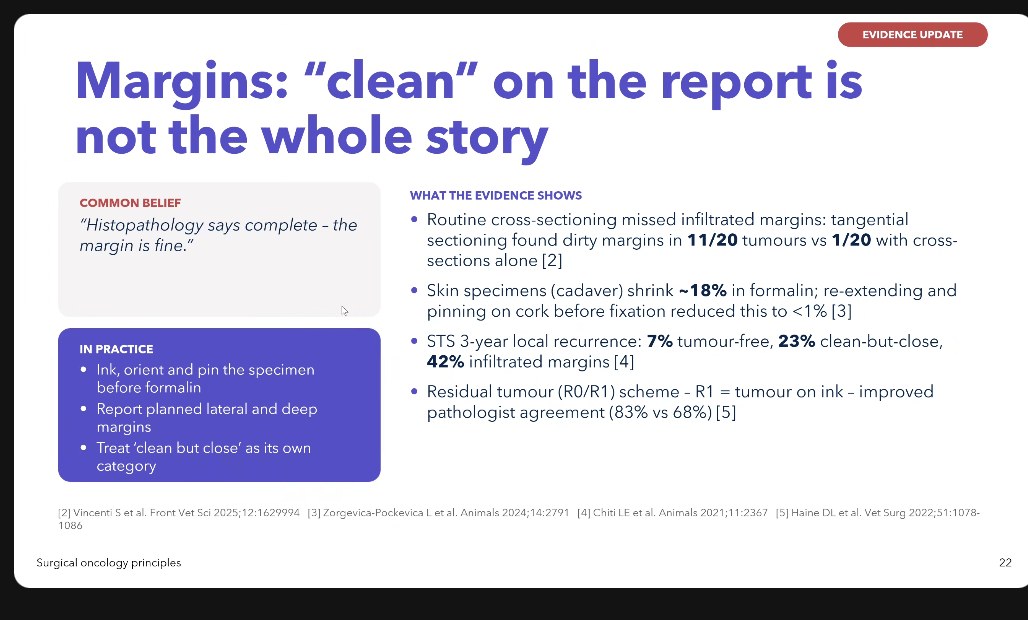 EVIDENCE UPDATE
Margins: “clean” on the report is
not the whole story
COMMON BELIEF
“Histopathology says complete – the
margin is fine.”
IN PRACTICE
• Ink, orient and pin the specimen
before formalin
• Report planned lateral and deep
margins
• Treat ‘clean but close’ as its own
category
WHAT THE EVIDENCE SHOWS
• Routine cross-sectioning missed infiltrated margins: tangential
sectioning found dirty margins in 11/20 tumours vs 1/20 with cross-
sections alone [2]
• Skin specimens (cadaver) shrink ~18% in formalin; re-extending and
pinning on cork before fixation reduced this to <1% [3]
• STS 3-year local recurrence: 7% tumour-free, 23% clean-but-close,
42% infiltrated margins [4]
• Residual tumour (R0/R1) scheme – R1 = tumour on ink – improved
pathologist agreement (83% vs 68%) [5]
[2] Vincenti S et al. Front Vet Sci 2025;12:1629994 [3] Zorgevica-Pockevica L et al. Animals 2024;14:2791 [4] Chiti LE et al. Animals 2021;11:2367 [5] Haine DL et al. Vet Surg 2022;51:1078-
1086
Surgical oncology principles
22